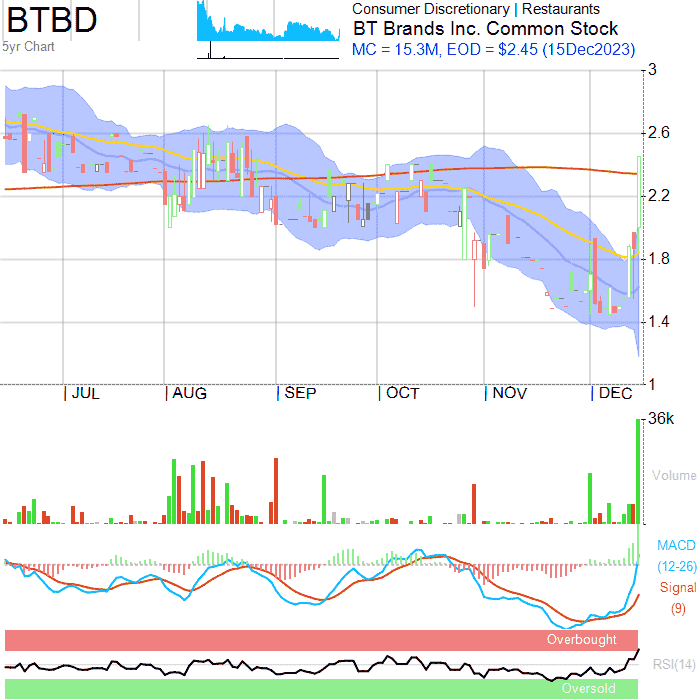 BTBD
5yr Chart
Consumer Discretionary | Restaurants
BT Brands Inc. Common Stock
MC = 15.3M, EOD = $2.45 (15Dec2023)
3
2.6
2.2
1.8
1.4
1
| JUL | AUG | SEP | OCT | NOV | DEC
36k
Volume
MACD
(12-26)
Signal
(9)
Overbought
RSI(14)
Oversold